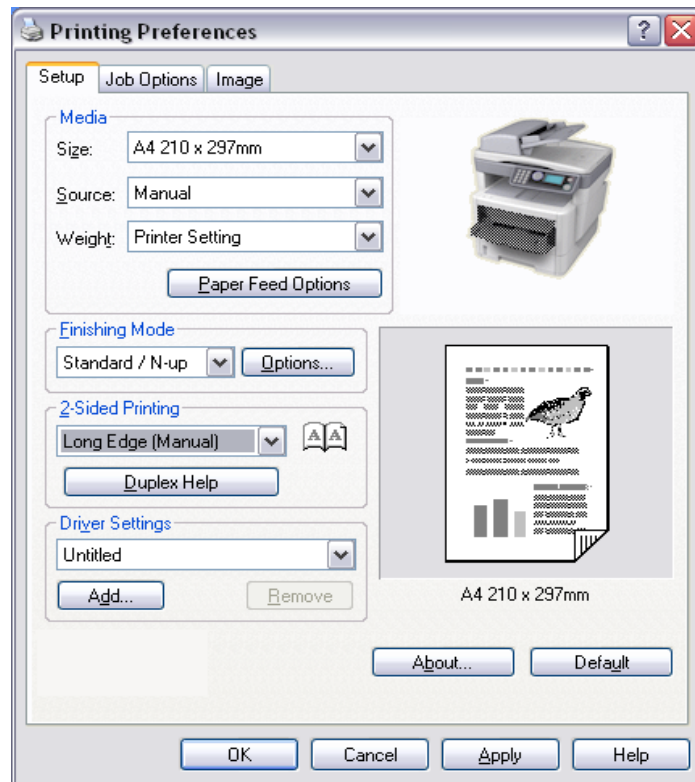 Printing Preferences
Setup
Job Options
Image
Media
Size: A4 210 x 297mm
Source: Manual
Weight: Printer Setting
Paper Feed Options
Finishing Mode
Standard / N-up
Options...
2-Sided Printing
Long Edge (Manual)
A A
Duplex Help
Driver Settings
Untitled
Add...
Remove
A4 210 x 297mm
About...
Default
OK
Cancel
Apply
Help